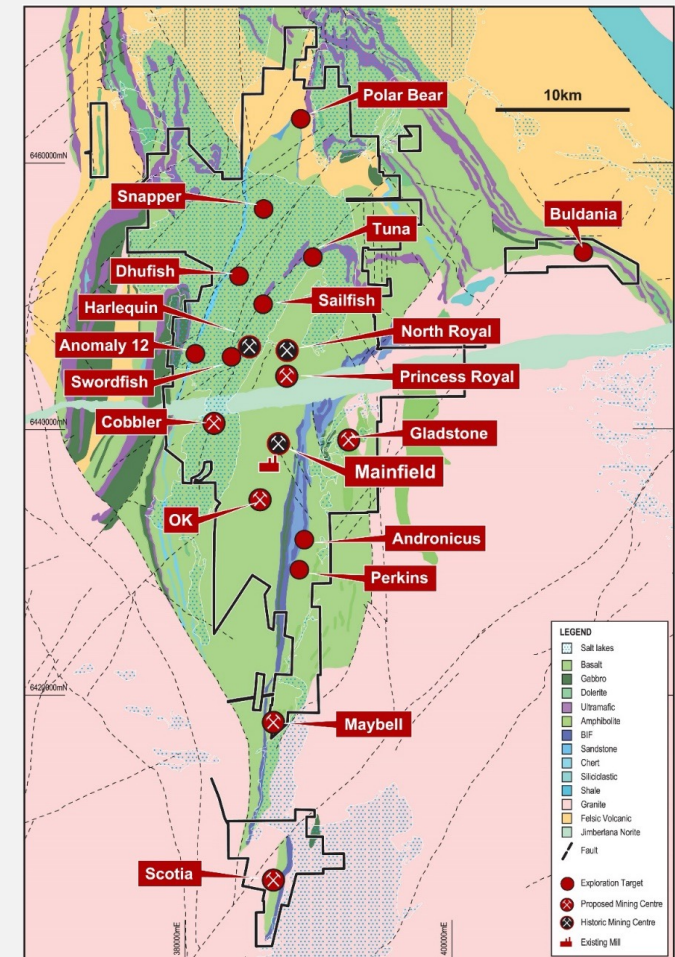 Polar Bear
10km
6460000mN
Snapper
Buldania
Tuna
Dhufish
Sailfish
Harlequin
North Royal
Anomaly 12
Swordfish
Princess Royal
Cobbler
6440000mN
Gladstone
Mainfield
OK
Andronicus
Perkins
LEGEND
Salt lakes
Basalt
Gabbro
Dolerite
Ultramafic
Amphibolite
BIF
Sandstone
Chert
Siliciclastic
Shale
Granite
Felsic Volcanic
Jimberlana Norite
Fault
Exploration Target
Proposed Mining Centre
Historic Mining Centre
Existing Mill
6420000mN
Maybell
Scotia
380000mE
400000mE